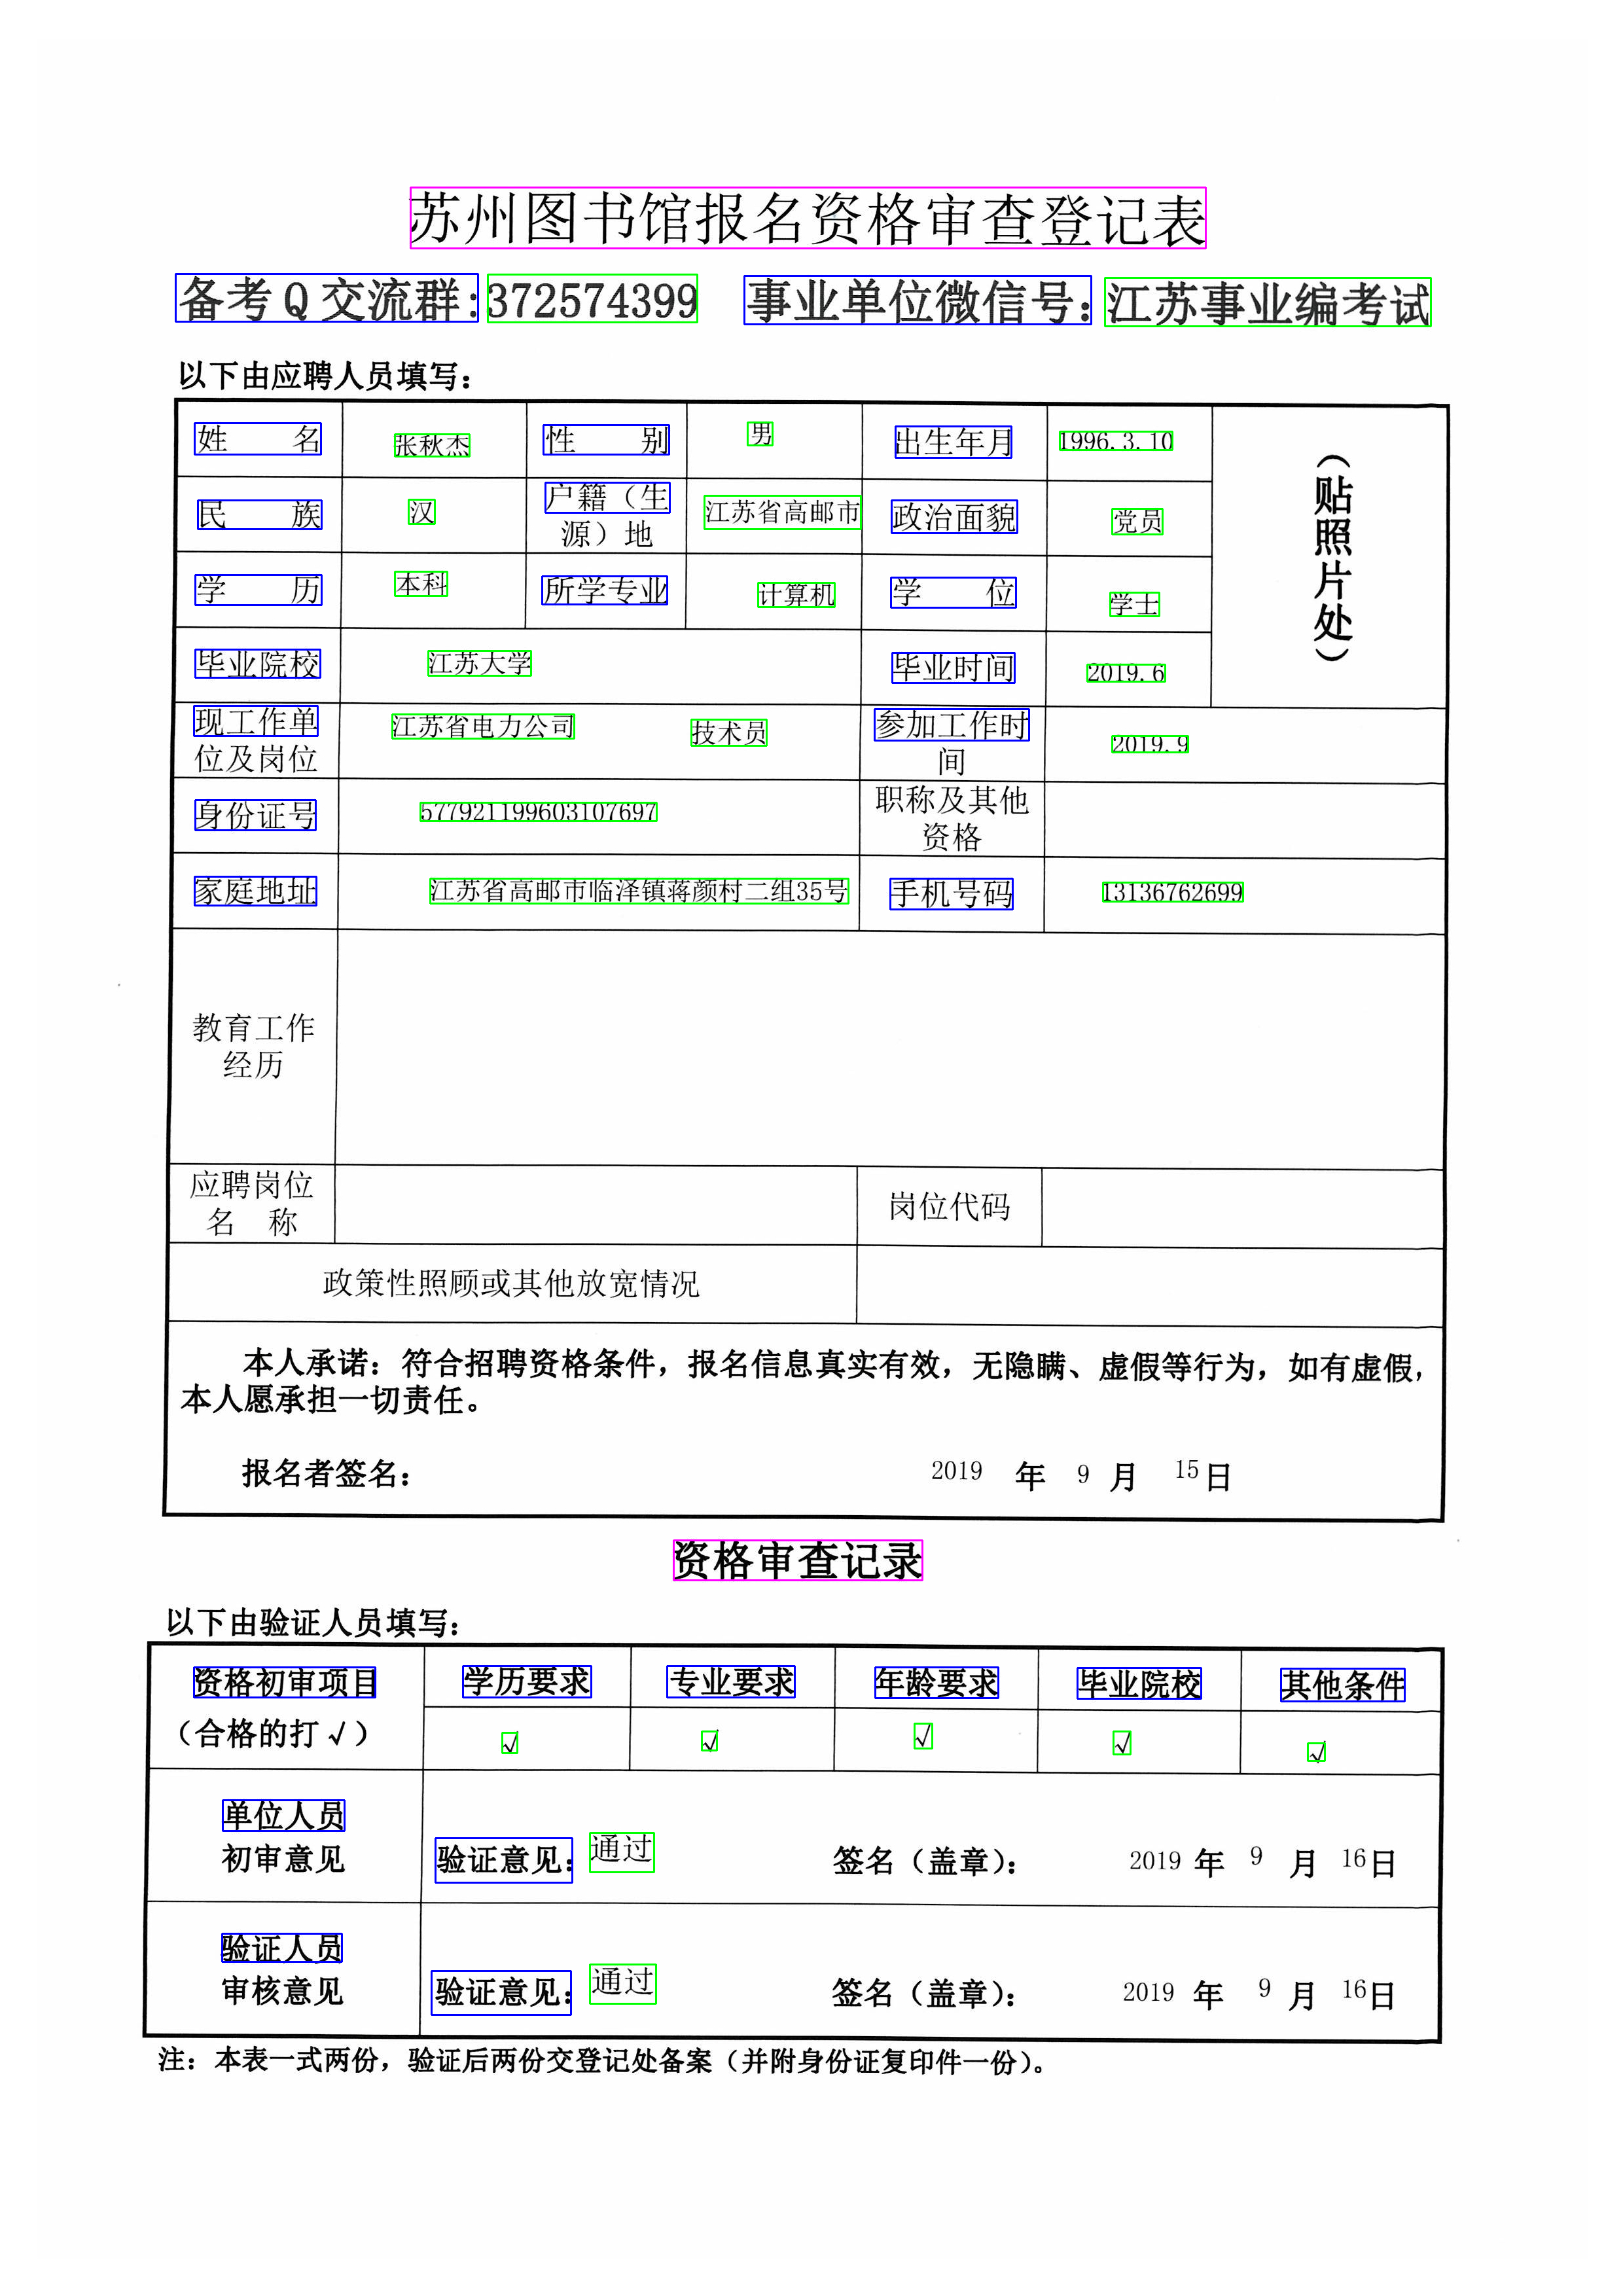 苏州图书馆报名资格审查登记表
备考 Q 交流群：372574399 事业单位微信号：江苏事业编考试
以下由应聘人员填写：
姓 名 张秋杰 性 别 男 出生年月 1996.3.10
（贴照片处）
民 族 汉 户籍（生源）地 江苏省高邮市 政治面貌 党员
学 历 本科 所学专业 计算机 学 位 学士
毕业院校 江苏大学 毕业时间 2019.6
现工作单位及岗位 江苏省电力公司 技术员 参加工作时间 2019.9
身份证号 577921199603107697 职称及其他资格
家庭地址 江苏省高邮市临泽镇蒋颜村二组35号 手机号码 13136762699
教育工作
经历
应聘岗位
名 称
岗位代码
政策性照顾或其他放宽情况
本人承诺：符合招聘资格条件，报名信息真实有效，无隐瞒、虚假等行为，如有虚假，
本人愿承担一切责任。
报名者签名： 2019 年 9 月 15日
资格审查记录
以下由验证人员填写：
资格初审项目 学历要求 专业要求 年龄要求 毕业院校 其他条件
（合格的打√） √ √ √ √ √
单位人员
初审意见
验证意见：通过 签名（盖章）： 2019 年 9 月 16日
验证人员
审核意见
验证意见：通过 签名（盖章）： 2019 年 9 月 16日
注：本表一式两份，验证后两份交登记处备案（并附身份证复印件一份）。